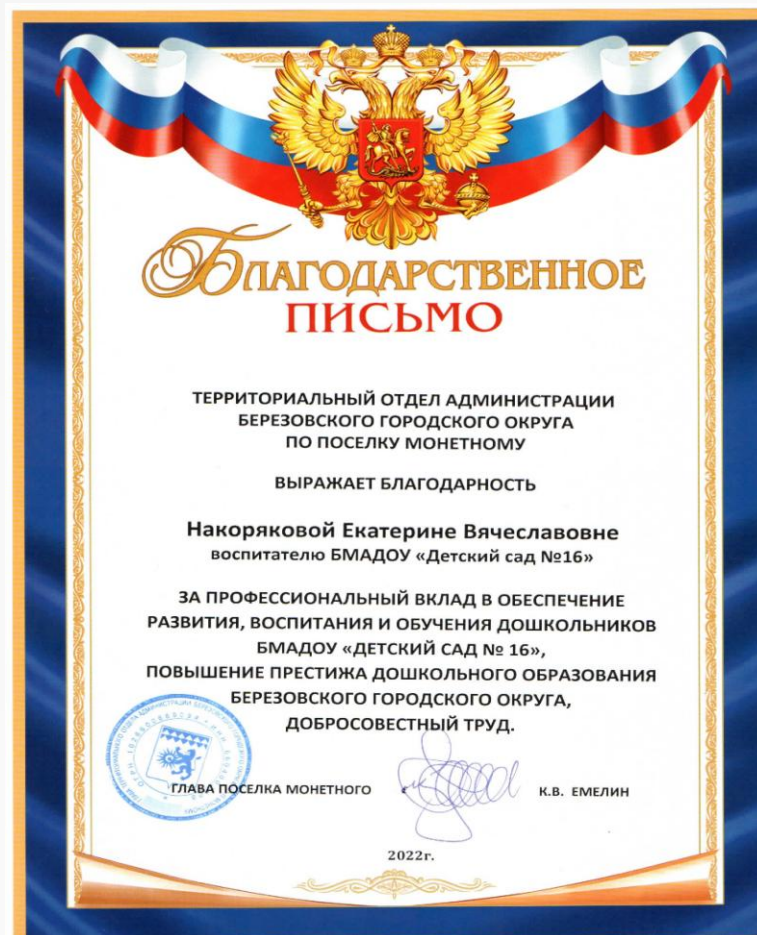 БЛАГОДАРСТВЕННОЕ
ПИСЬМО
ТЕРРИТОРИАЛЬНЫЙ ОТДЕЛ АДМИНИСТРАЦИИ
БЕРЕЗОВСКОГО ГОРОДСКОГО ОКРУГА
ПО ПОСЕЛКУ МОНЕТНОМУ
ВЫРАЖАЕТ БЛАГОДАРНОСТЬ
Накоряковой Екатерине Вячеславовне
воспитателю БМАДОУ «Детский сад №16»
ЗА ПРОФЕССИОНАЛЬНЫЙ ВКЛАД В ОБЕСПЕЧЕНИЕ
РАЗВИТИЯ, ВОСПИТАНИЯ И ОБУЧЕНИЯ ДОШКОЛЬНИКОВ
БМАДОУ «ДЕТСКИЙ САД № 16»,
ПОВЫШЕНИЕ ПРЕСТИЖА ДОШКОЛЬНОГО ОБРАЗОВАНИЯ
БЕРЕЗОВСКОГО ГОРОДСКОГО ОКРУГА,
ДОБРОСОВЕСТНЫЙ ТРУД.
ГЛАВА ПОСЕЛКА МОНЕТНОГО К.В. ЕМЕЛИН
2022г.